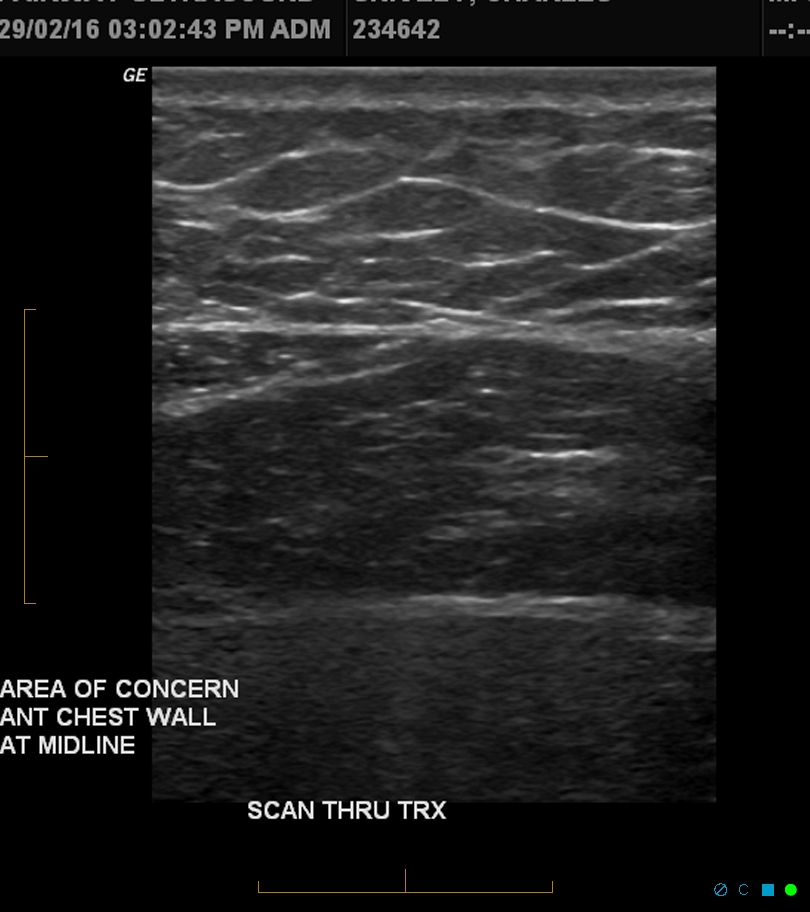 29/02/16 03:02:43 PM ADM
234642
--:--
GE
AREA OF CONCERN
ANT CHEST WALL
AT MIDLINE
SCAN THRU TRX